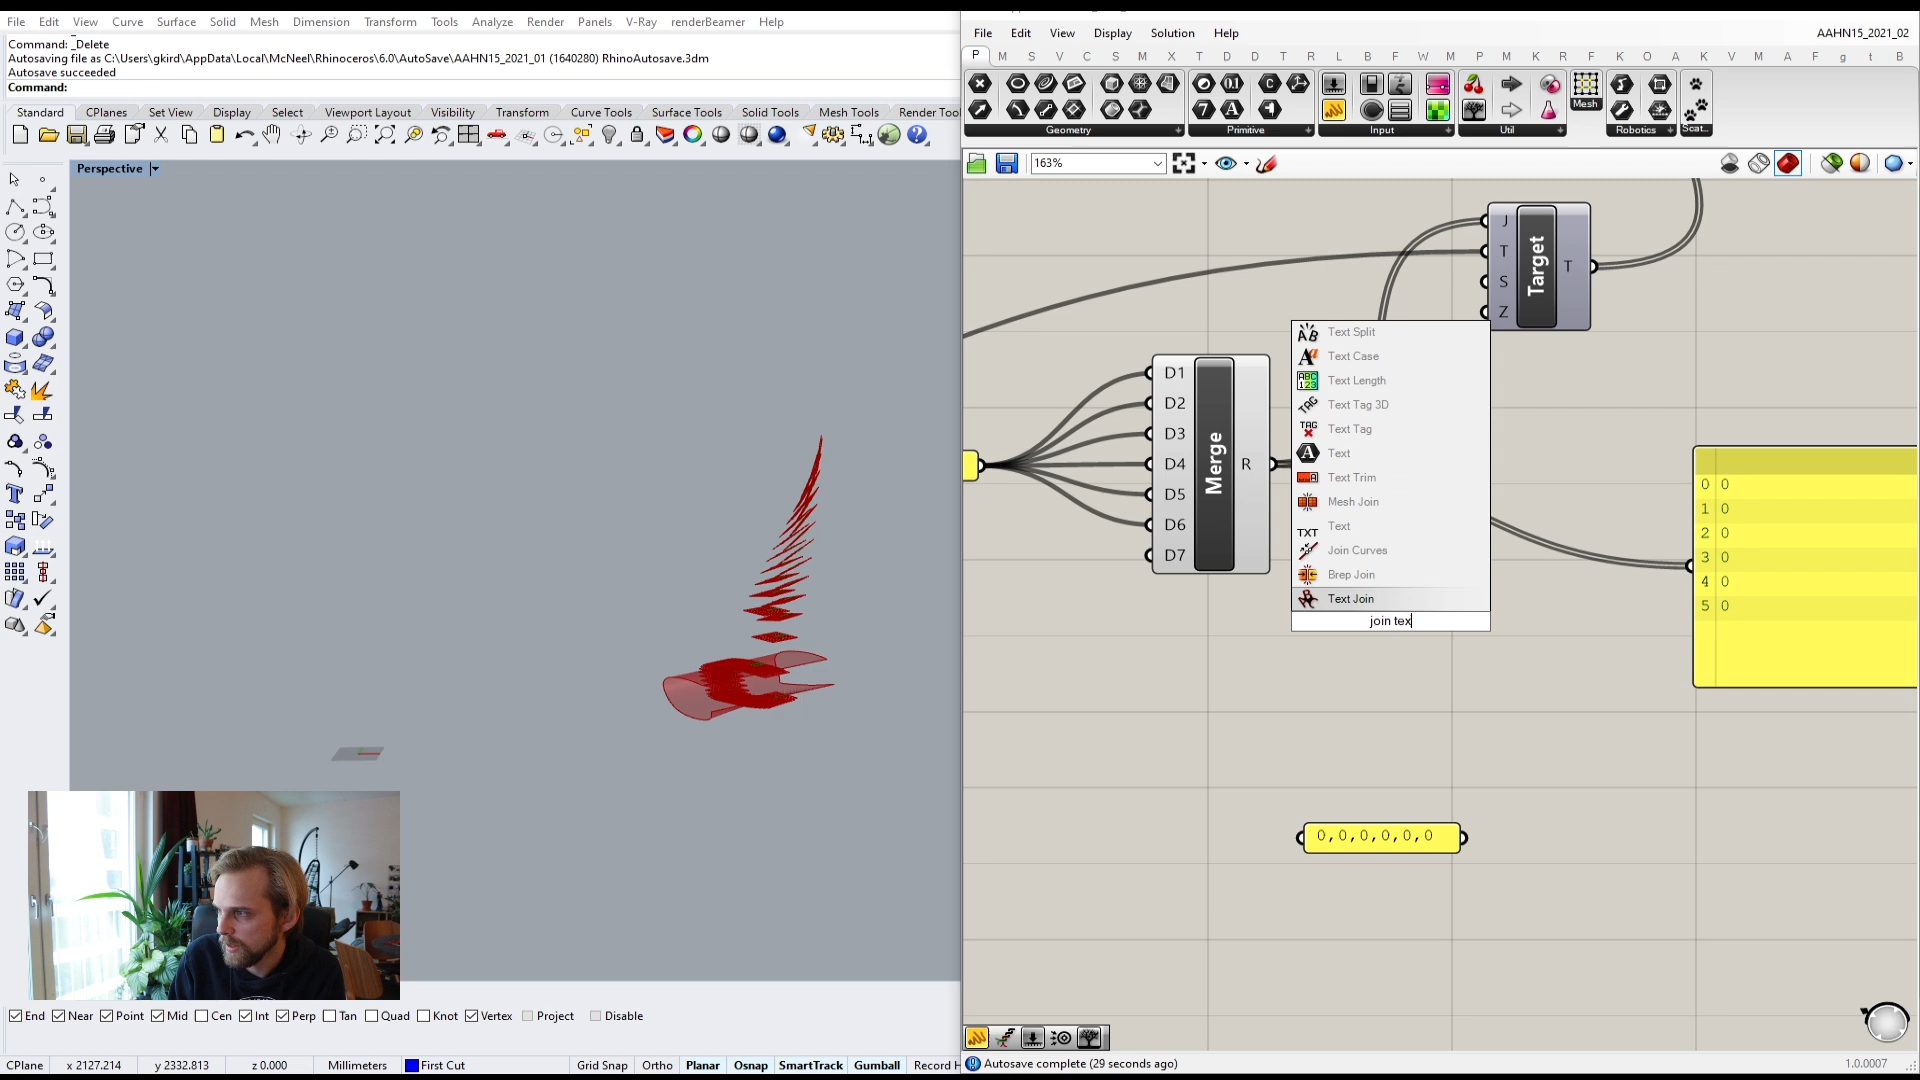 File Edit View Curve Surface Solid Mesh Dimension Transform Tools Analyze Render Panels V-Ray renderBeamer Help
Command: _Delete
Autosaving file as C:\Users\gkird\AppData\Local\McNeel\Rhinoceros\6.0\AutoSave\AAHN15_2021_01 (1640280) RhinoAutosave.3dm
Autosave succeeded
Command:
Standard CPlanes Set View Display Select Viewport Layout Visibility Transform Curve Tools Surface Tools Solid Tools Mesh Tools Render Tool
Perspective
File Edit View Display Solution Help AAHN15_2021_02
P M S V C S M D T R L B F W M P M R T D D T R K O A K V M A F g t B
Mesh
Geometry Primitive Input Util Robotics Scat...
163%
J
T
S
Z
Target
T
D1
D2
D3
D4
D5
D6
D7
Merge
R
Text Split
Text Case
Text Length
Text Tag 3D
Text Tag
Text
Text Trim
Mesh Join
Text
Join Curves
Brep Join
Text Join
join tex
0 0
1 0
2 0
3 0
4 0
5 0
0,0,0,0,0,0
End Near Point Mid Cen Int Perp Tan Quad Knot Vertex Project Disable
CPlane x 2127.214 y 2332.813 z 0.000 Millimeters First Cut Grid Snap Ortho Planar Osnap SmartTrack Gumball Record H
Autosave complete (29 seconds ago) 1.0.0007